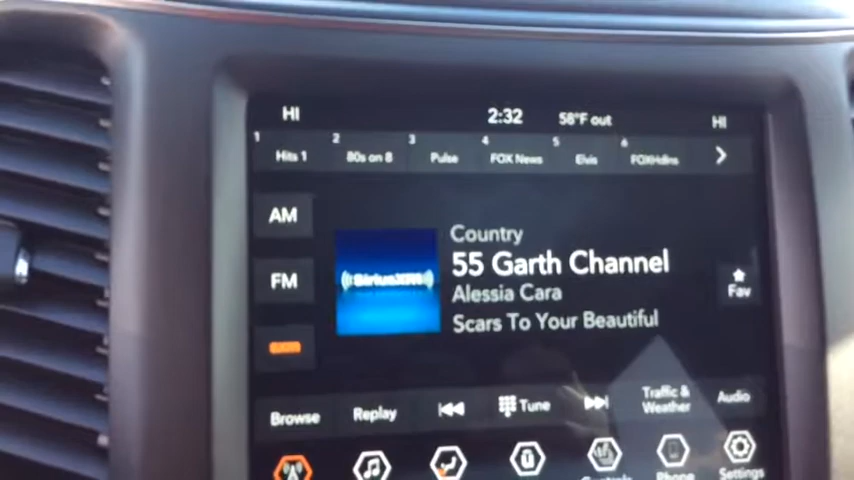 HI 2:32 58°F out HI
1 Hits 1 2 80s on 8 3 Pulse 4 FOX News 5 Elvis 6 FOXHdlns
AM
FM
Country
55 Garth Channel
Alessia Cara
Scars To Your Beautiful
SiriusXM
Fav
Browse Replay Tune Traffic & Weather Audio
Controls Phone Settings